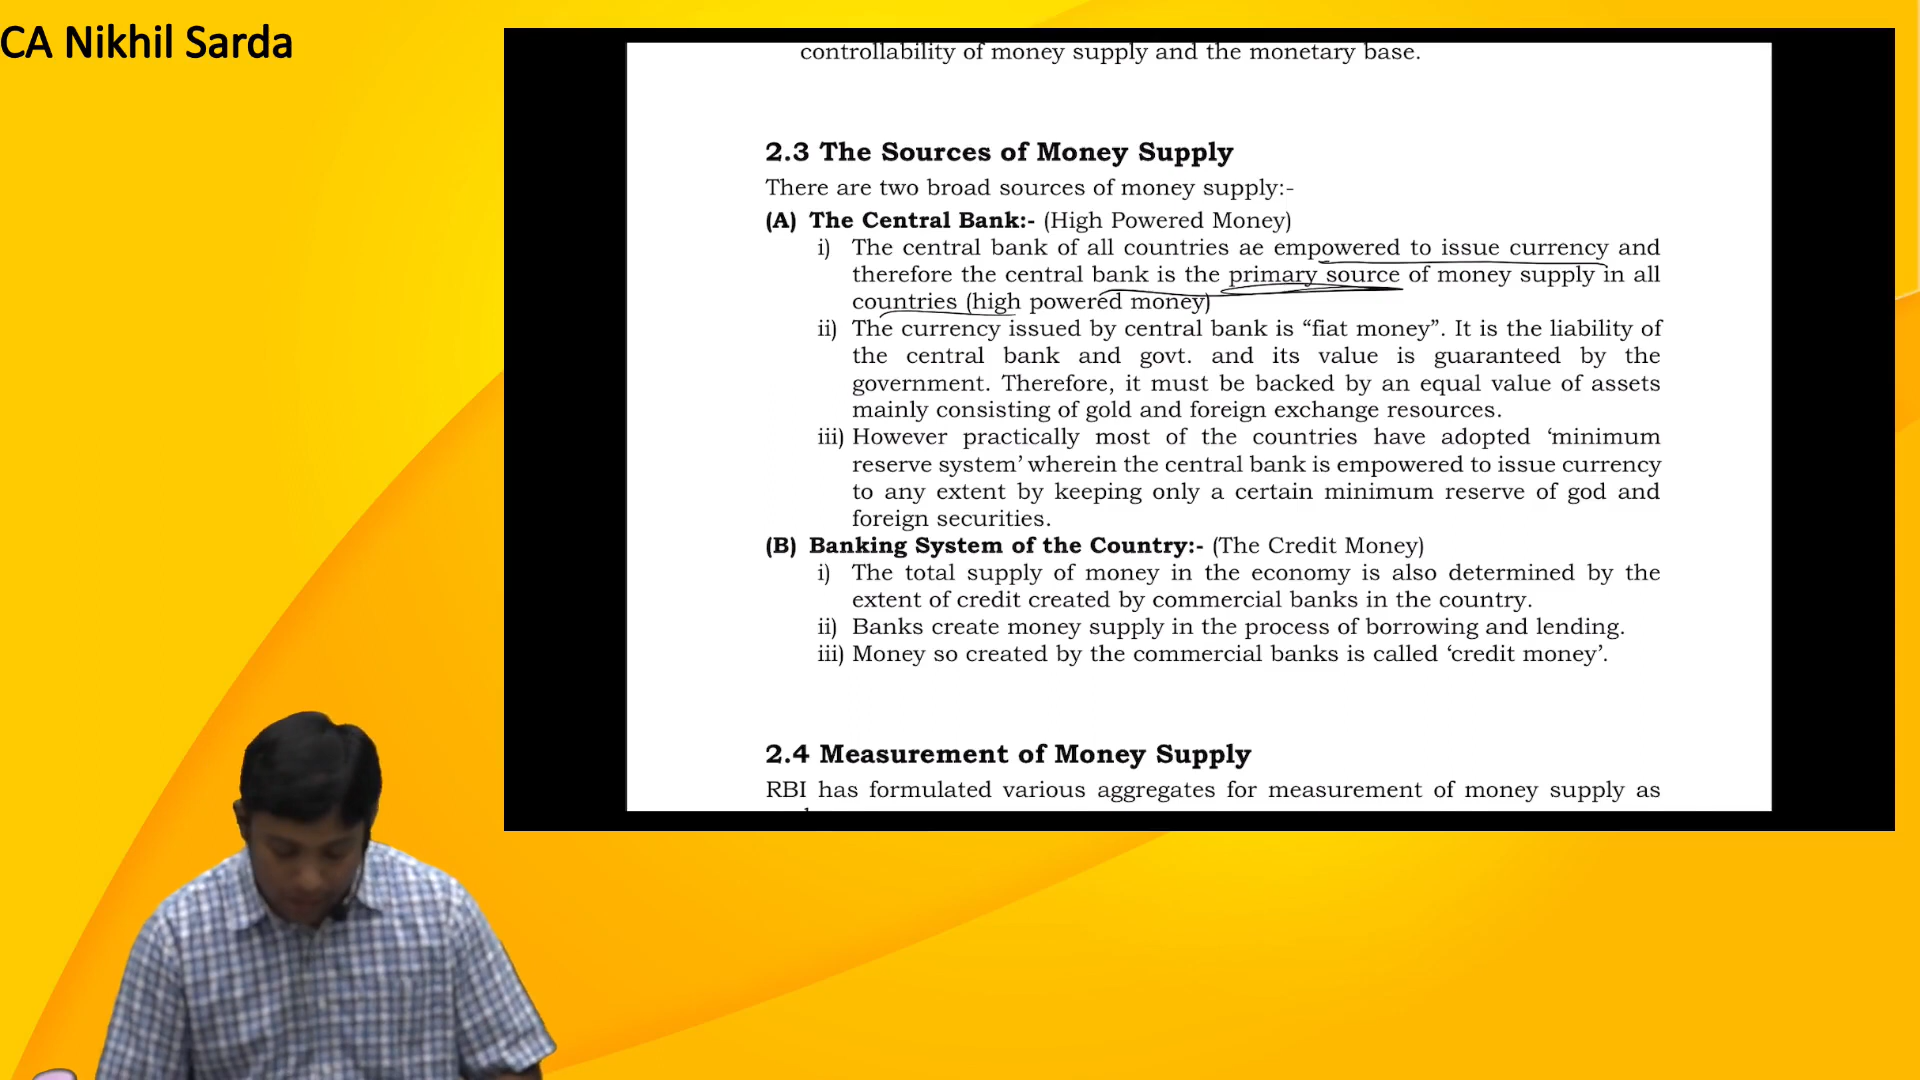 CA Nikhil Sarda
controllability of money supply and the monetary base.
2.3 The Sources of Money Supply
There are two broad sources of money supply:-
(A) The Central Bank:- (High Powered Money)
i) The central bank of all countries ae empowered to issue currency and
therefore the central bank is the primary source of money supply in all
countries (high powered money)
ii) The currency issued by central bank is “fiat money”. It is the liability of
the central bank and govt. and its value is guaranteed by the
government. Therefore, it must be backed by an equal value of assets
mainly consisting of gold and foreign exchange resources.
iii) However practically most of the countries have adopted ‘minimum
reserve system’ wherein the central bank is empowered to issue currency
to any extent by keeping only a certain minimum reserve of god and
foreign securities.
(B) Banking System of the Country:- (The Credit Money)
i) The total supply of money in the economy is also determined by the
extent of credit created by commercial banks in the country.
ii) Banks create money supply in the process of borrowing and lending.
iii) Money so created by the commercial banks is called ‘credit money’.
2.4 Measurement of Money Supply
RBI has formulated various aggregates for measurement of money supply as